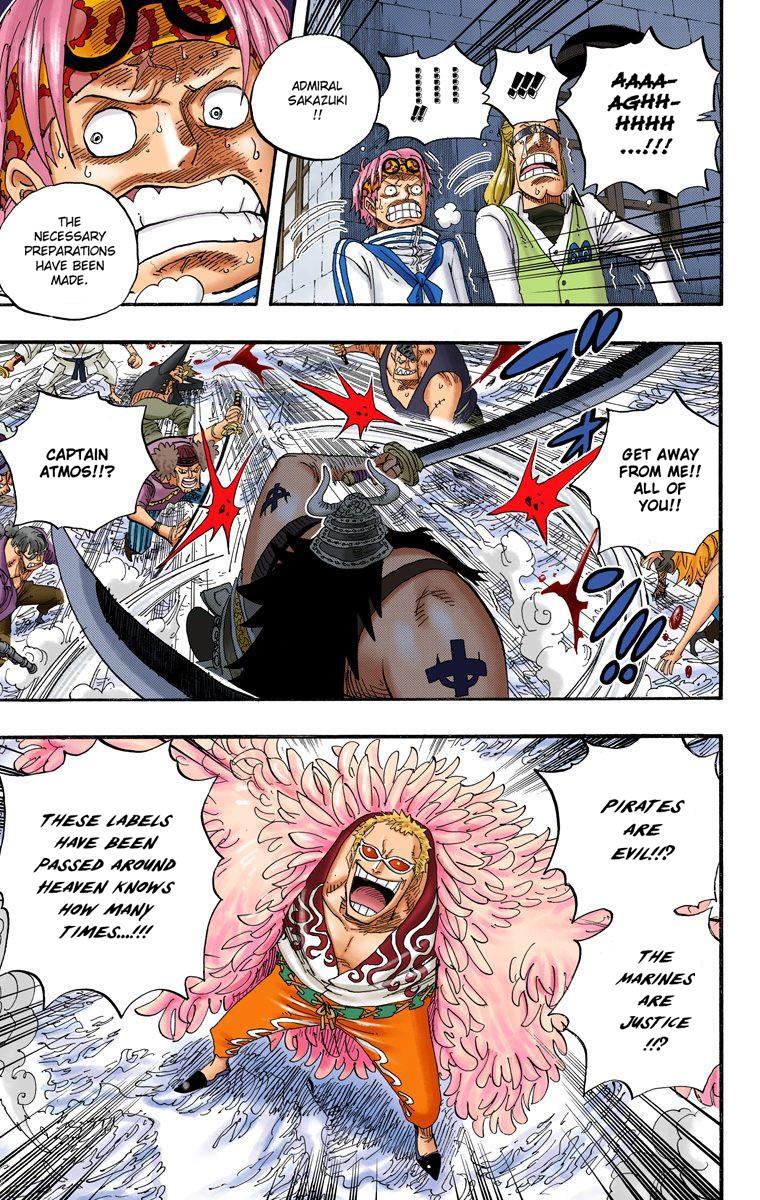 AAAA-
AGHH-
HHHH
...!!!
!!!
!!!!!!
!!
ADMIRAL
SAKAZUKI
!!
THE
NECESSARY
PREPARATIONS
HAVE BEEN
MADE.
GET AWAY
FROM ME!!
ALL OF
YOU!!
CAPTAIN
ATMOS!!?
ブオ!!
PIRATES
ARE
EVIL!!?
THE
MARINES
ARE
JUSTICE
!!?
THESE LABELS
HAVE BEEN
PASSED AROUND
HEAVEN KNOWS
HOW MANY
TIMES...!!!